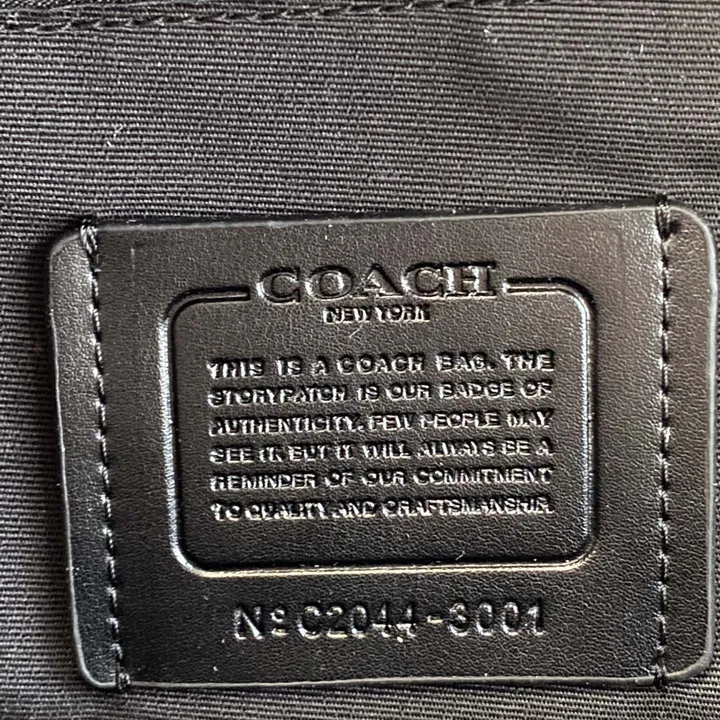 COACH
NEW YORK
THIS IS A COACH BAG. THE
STORYPATCH IS OUR BADGE OF
AUTHENTICITY. FEW PEOPLE MAY
SEE IT, BUT IT WILL ALWAYS BE A
REMINDER OF OUR COMMITMENT
TO QUALITY AND CRAFTSMANSHIP.
Nº C2044-3001